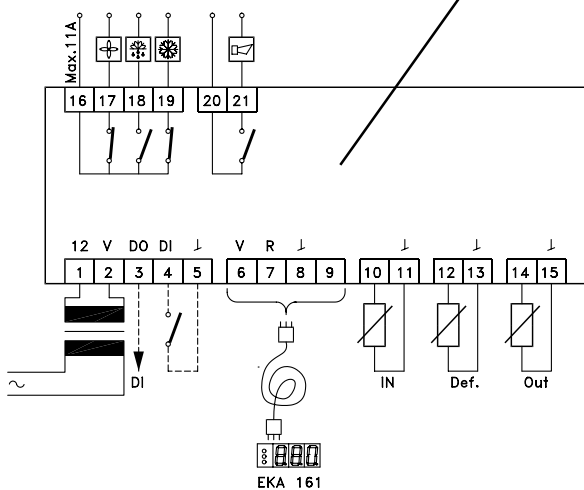 Max.11A
16 17 18 19 20 21
12 V DO DI ⊥ V R ⊥ ⊥ ⊥ ⊥
1 2 3 4 5 6 7 8 9 10 11 12 13 14 15
DI IN Def. Out
EKA 161